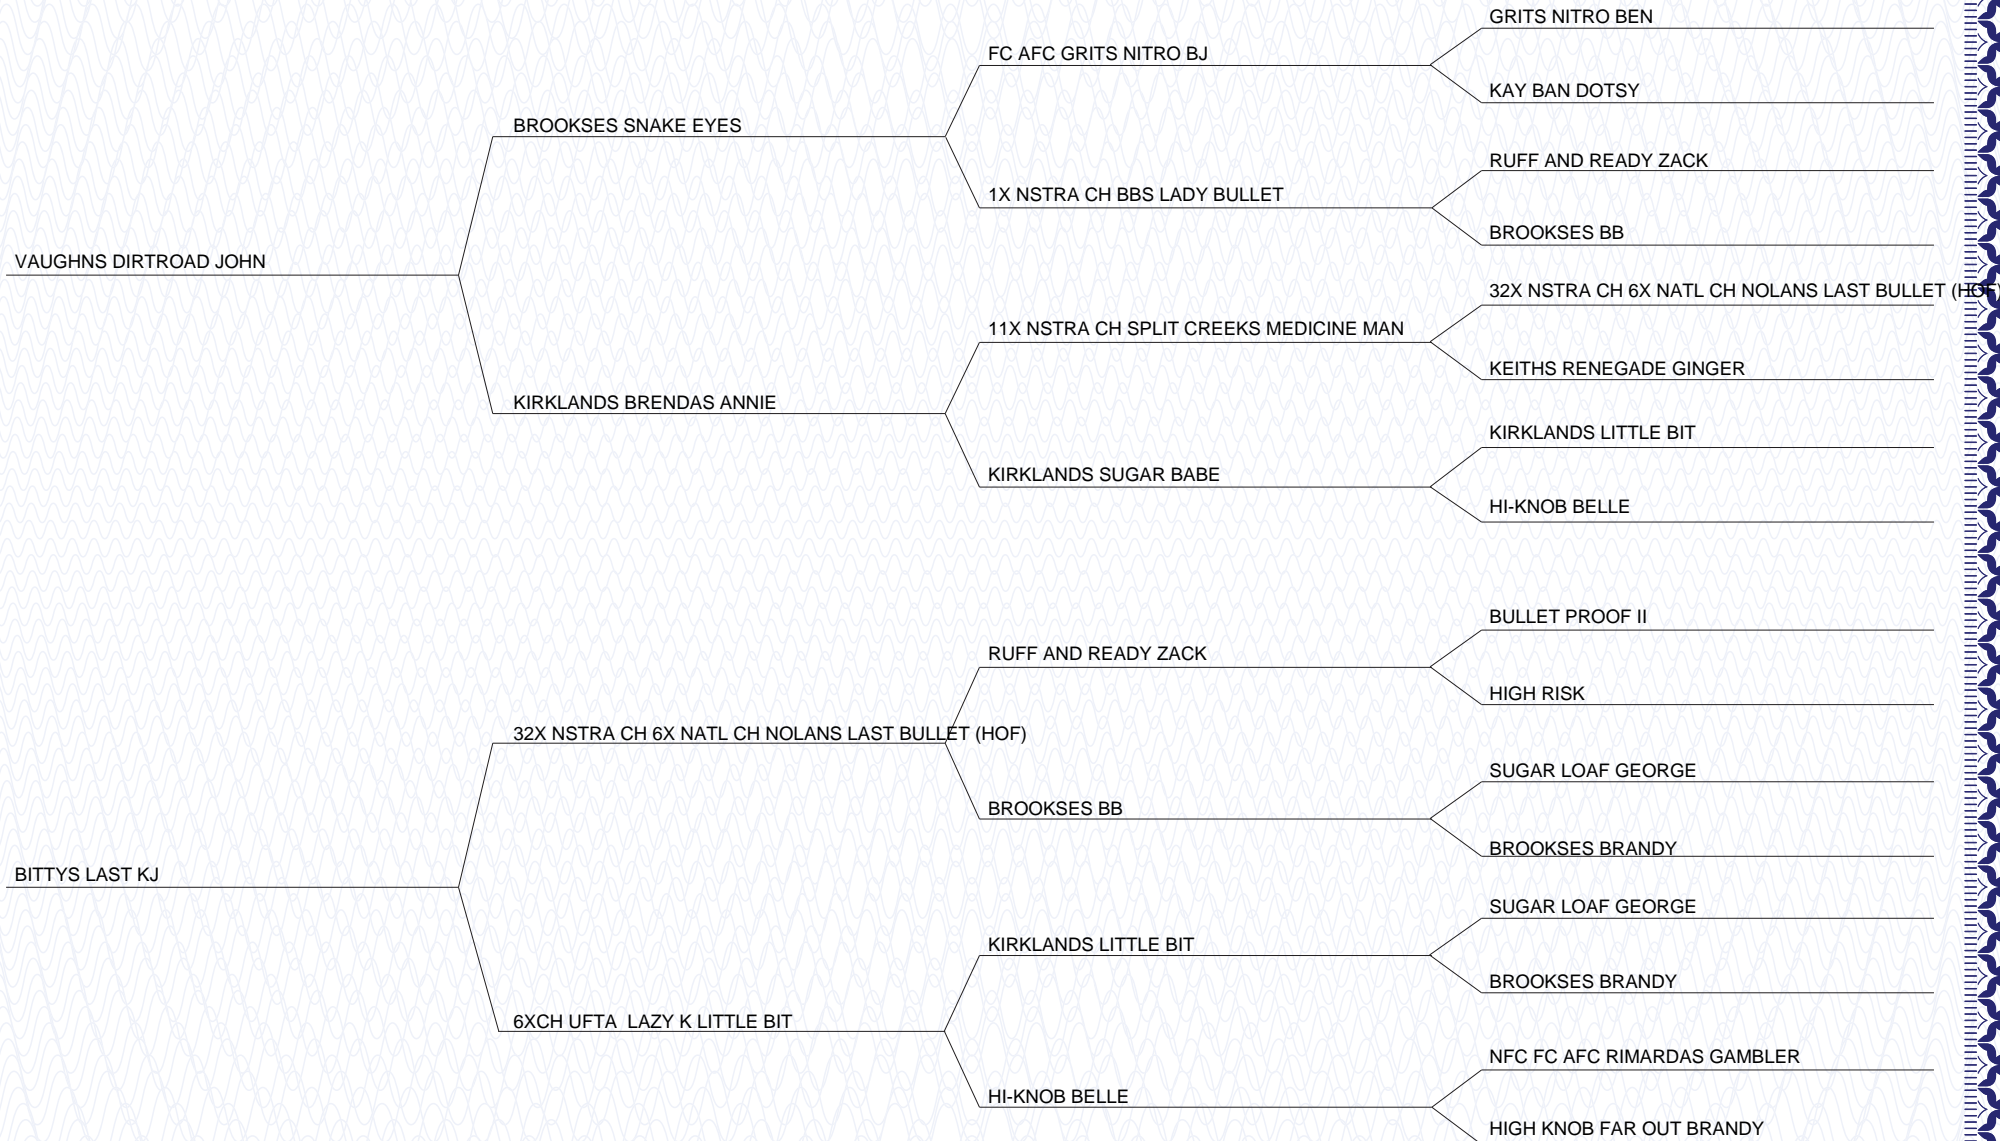 GRITS NITRO BEN
FC AFC GRITS NITRO BJ
KAY BAN DOTSY
BROOKSES SNAKE EYES
RUFF AND READY ZACK
1X NSTRA CH BBS LADY BULLET
BROOKSES BB
VAUGHNS DIRTROAD JOHN
32X NSTRA CH 6X NATL CH NOLANS LAST BULLET (HOF)
11X NSTRA CH SPLIT CREEKS MEDICINE MAN
KEITHS RENEGADE GINGER
KIRKLANDS BRENDAS ANNIE
KIRKLANDS LITTLE BIT
KIRKLANDS SUGAR BABE
HI-KNOB BELLE
BULLET PROOF II
RUFF AND READY ZACK
HIGH RISK
32X NSTRA CH 6X NATL CH NOLANS LAST BULLET (HOF)
SUGAR LOAF GEORGE
BROOKSES BB
BROOKSES BRANDY
BITTYS LAST KJ
SUGAR LOAF GEORGE
KIRKLANDS LITTLE BIT
BROOKSES BRANDY
6XCH UFTA  LAZY K LITTLE BIT
NFC FC AFC RIMARDAS GAMBLER
HI-KNOB BELLE
HIGH KNOB FAR OUT BRANDY